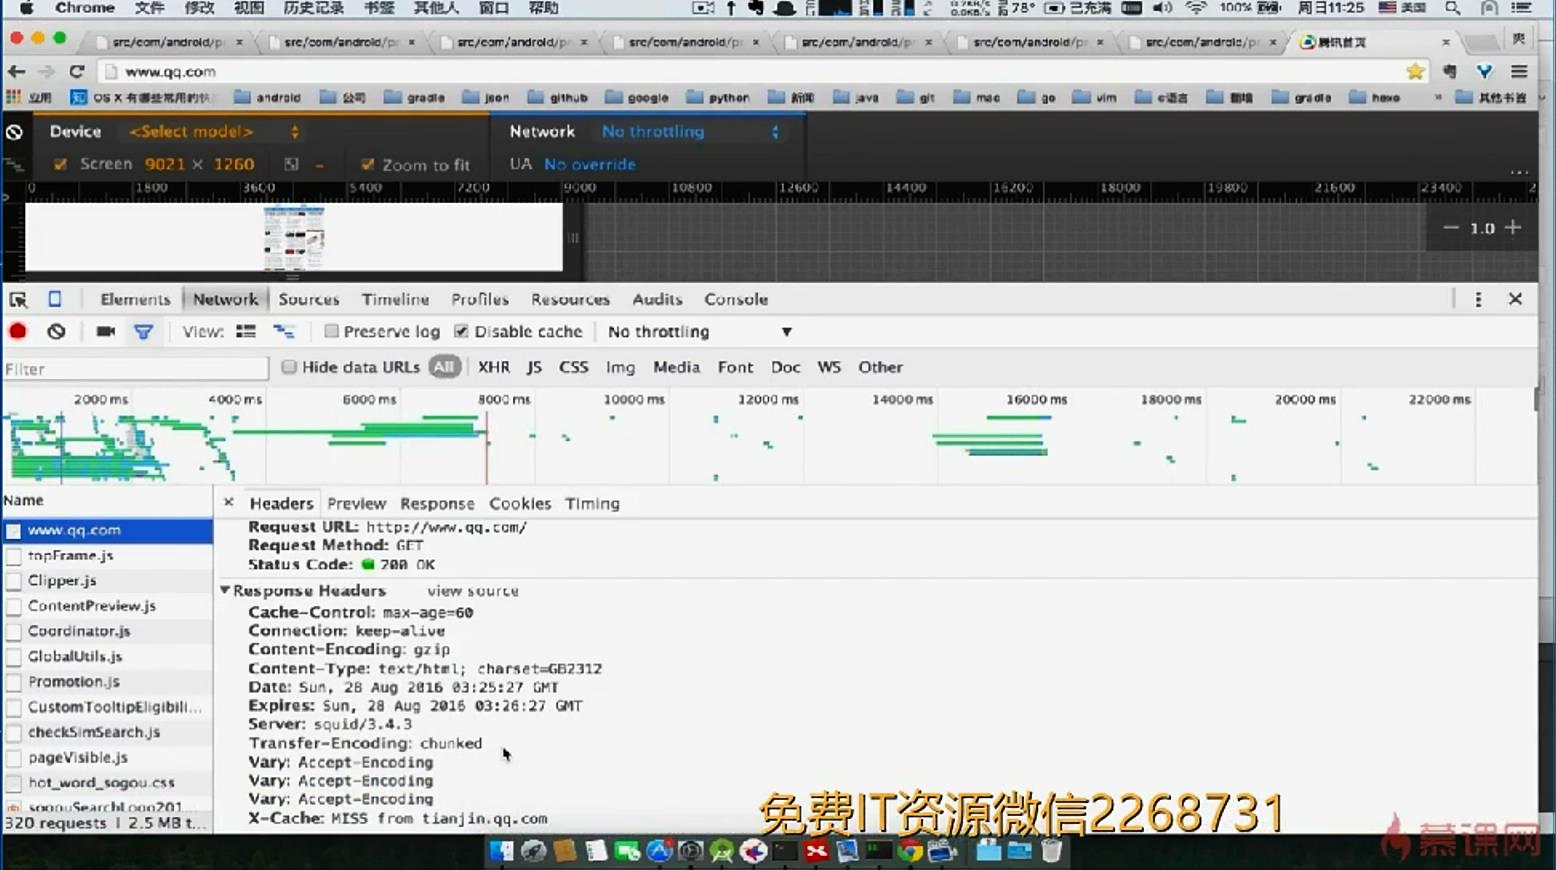 Chrome 文件 修改 视图 历史记录 书签 其他人 窗口 帮助 78° 已充满 100% 周日11:25 美国
src/com/android/pr × src/com/android/pr × src/com/android/pr × src/com/android/pr × src/com/android/pr × src/com/android/pr × src/com/android/pr × 腾讯首页 × 爽
www.qq.com
应用 知 OS X 有哪些常用的快 android 公司 gradle json github google python 新闻 java git mac go vim c语言 翻墙 gradle hexo » 其他书签
Device <Select model> Network No throttling
Screen 9021 × 1260 Zoom to fit UA No override
0 1800 3600 5400 7200 9000 10800 12600 14400 16200 18000 19800 21600 23400
1.0
Elements Network Sources Timeline Profiles Resources Audits Console
View: Preserve log Disable cache No throttling
Filter Hide data URLs All XHR JS CSS Img Media Font Doc WS Other
2000 ms 4000 ms 6000 ms 8000 ms 10000 ms 12000 ms 14000 ms 16000 ms 18000 ms 20000 ms 22000 ms
Name × Headers Preview Response Cookies Timing
www.qq.com
topFrame.js
Clipper.js
ContentPreview.js
Coordinator.js
GlobalUtils.js
Promotion.js
CustomTooltipEligibili...
checkSimSearch.js
pageVisible.js
hot_word_sogou.css
sogouSearchLogo201...
320 requests | 2.5 MB t...
Request URL: http://www.qq.com/
Request Method: GET
Status Code: 200 OK
Response Headers view source
Cache-Control: max-age=60
Connection: keep-alive
Content-Encoding: gzip
Content-Type: text/html; charset=GB2312
Date: Sun, 28 Aug 2016 03:25:27 GMT
Expires: Sun, 28 Aug 2016 03:26:27 GMT
Server: squid/3.4.3
Transfer-Encoding: chunked
Vary: Accept-Encoding
Vary: Accept-Encoding
Vary: Accept-Encoding
X-Cache: MISS from tianjin.qq.com
免费IT资源微信2268731
慕课网